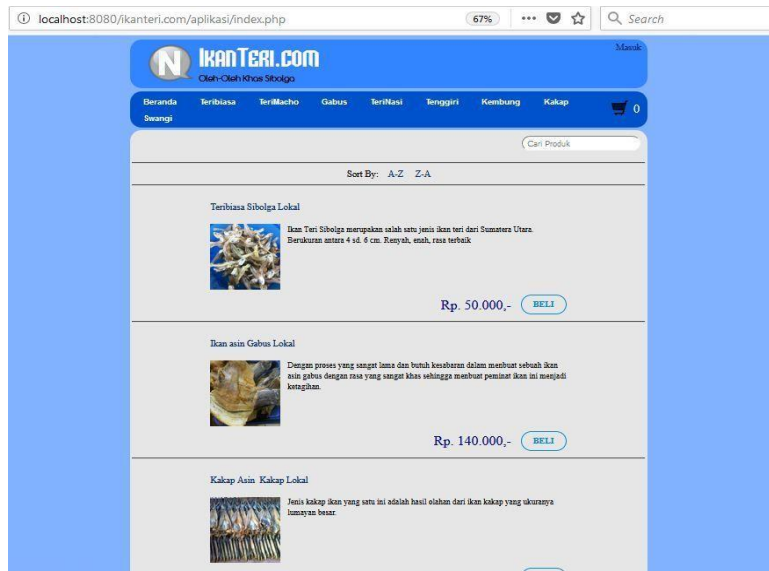 localhost:8080/ikanteri.com/aplikasi/index.php
67%
Search
N
IKANTERI.COM
Oleh-Oleh Khas Sibolga
Masuk
Beranda Teribiasa TeriMacho Gabus TeriNasi Tenggiri Kembung Kakap
Swangi
0
Cari Produk
Sort By: A-Z Z-A
Teribiasa Sibolga Lokal
Ikan Teri Sibolga merupakan salah satu jenis ikan teri dari Sumatera Utara.
Berukuran antara 4 sd. 6 cm. Renyah, enah, rasa terbaik
Rp. 50.000,- BELI
Ikan asin Gabus Lokal
Dengan proses yang sangat lama dan butuh kesabaran dalam menbuat sebuah ikan
asin gabus dengan rasa yang sangat khas sehingga menbuat peminat ikan ini menjadi
ketagihan.
Rp. 140.000,- BELI
Kakap Asin Kakap Lokal
Jenis kakap ikan yang satu ini adalah hasil olahan dari ikan kakap yang ukuranya
lumayan besar.